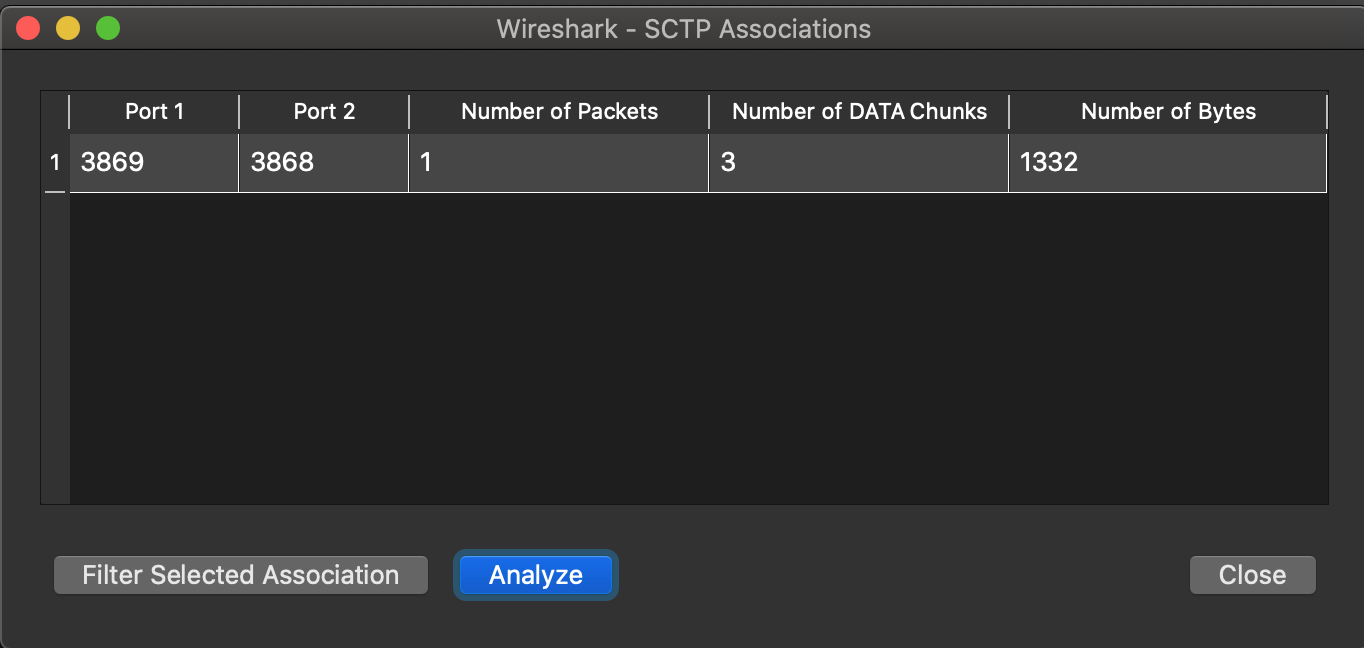 Wireshark - SCTP Associations
Port 1 Port 2 Number of Packets Number of DATA Chunks Number of Bytes
1 3869 3868 1 3 1332
Filter Selected Association Analyze Close